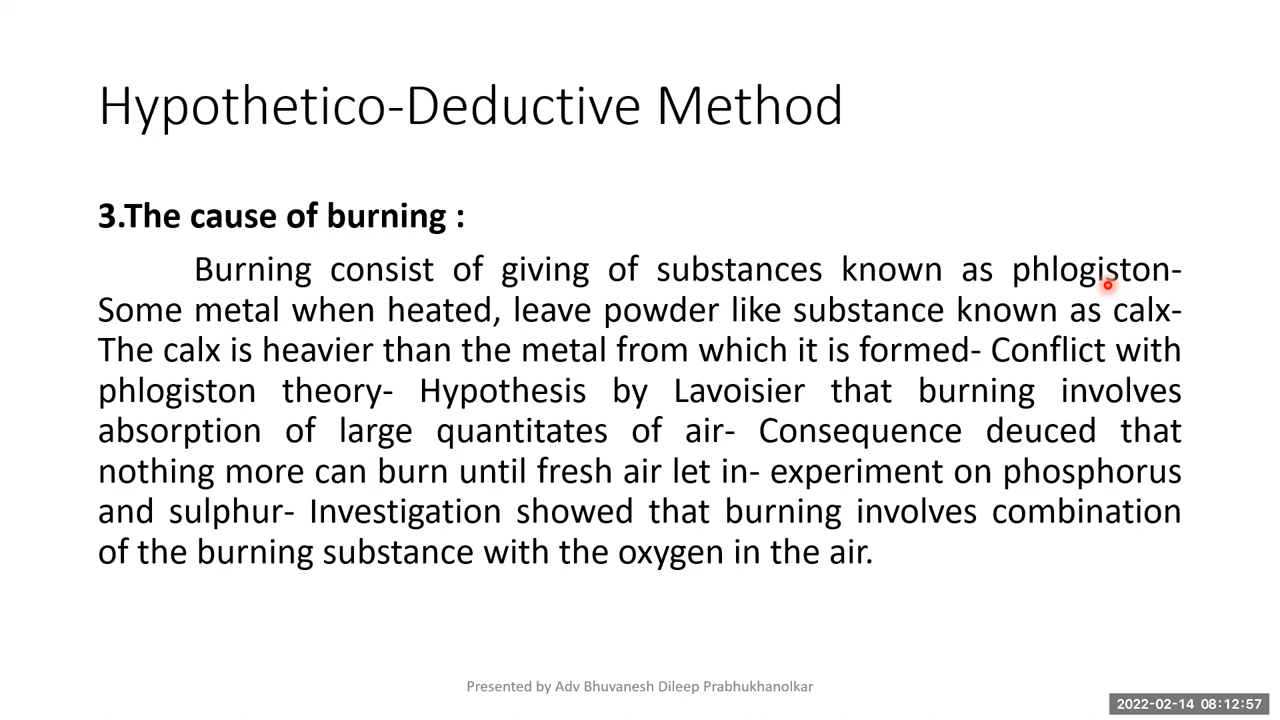 Hypothetico-Deductive Method
3.The cause of burning :
Burning consist of giving of substances known as phlogiston-
Some metal when heated, leave powder like substance known as calx-
The calx is heavier than the metal from which it is formed- Conflict with
phlogiston theory- Hypothesis by Lavoisier that burning involves
absorption of large quantitates of air- Consequence deuced that
nothing more can burn until fresh air let in- experiment on phosphorus
and sulphur- Investigation showed that burning involves combination
of the burning substance with the oxygen in the air.
Presented by Adv Bhuvanesh Dileep Prabhukhanolkar
2022-02-14 08:12:57